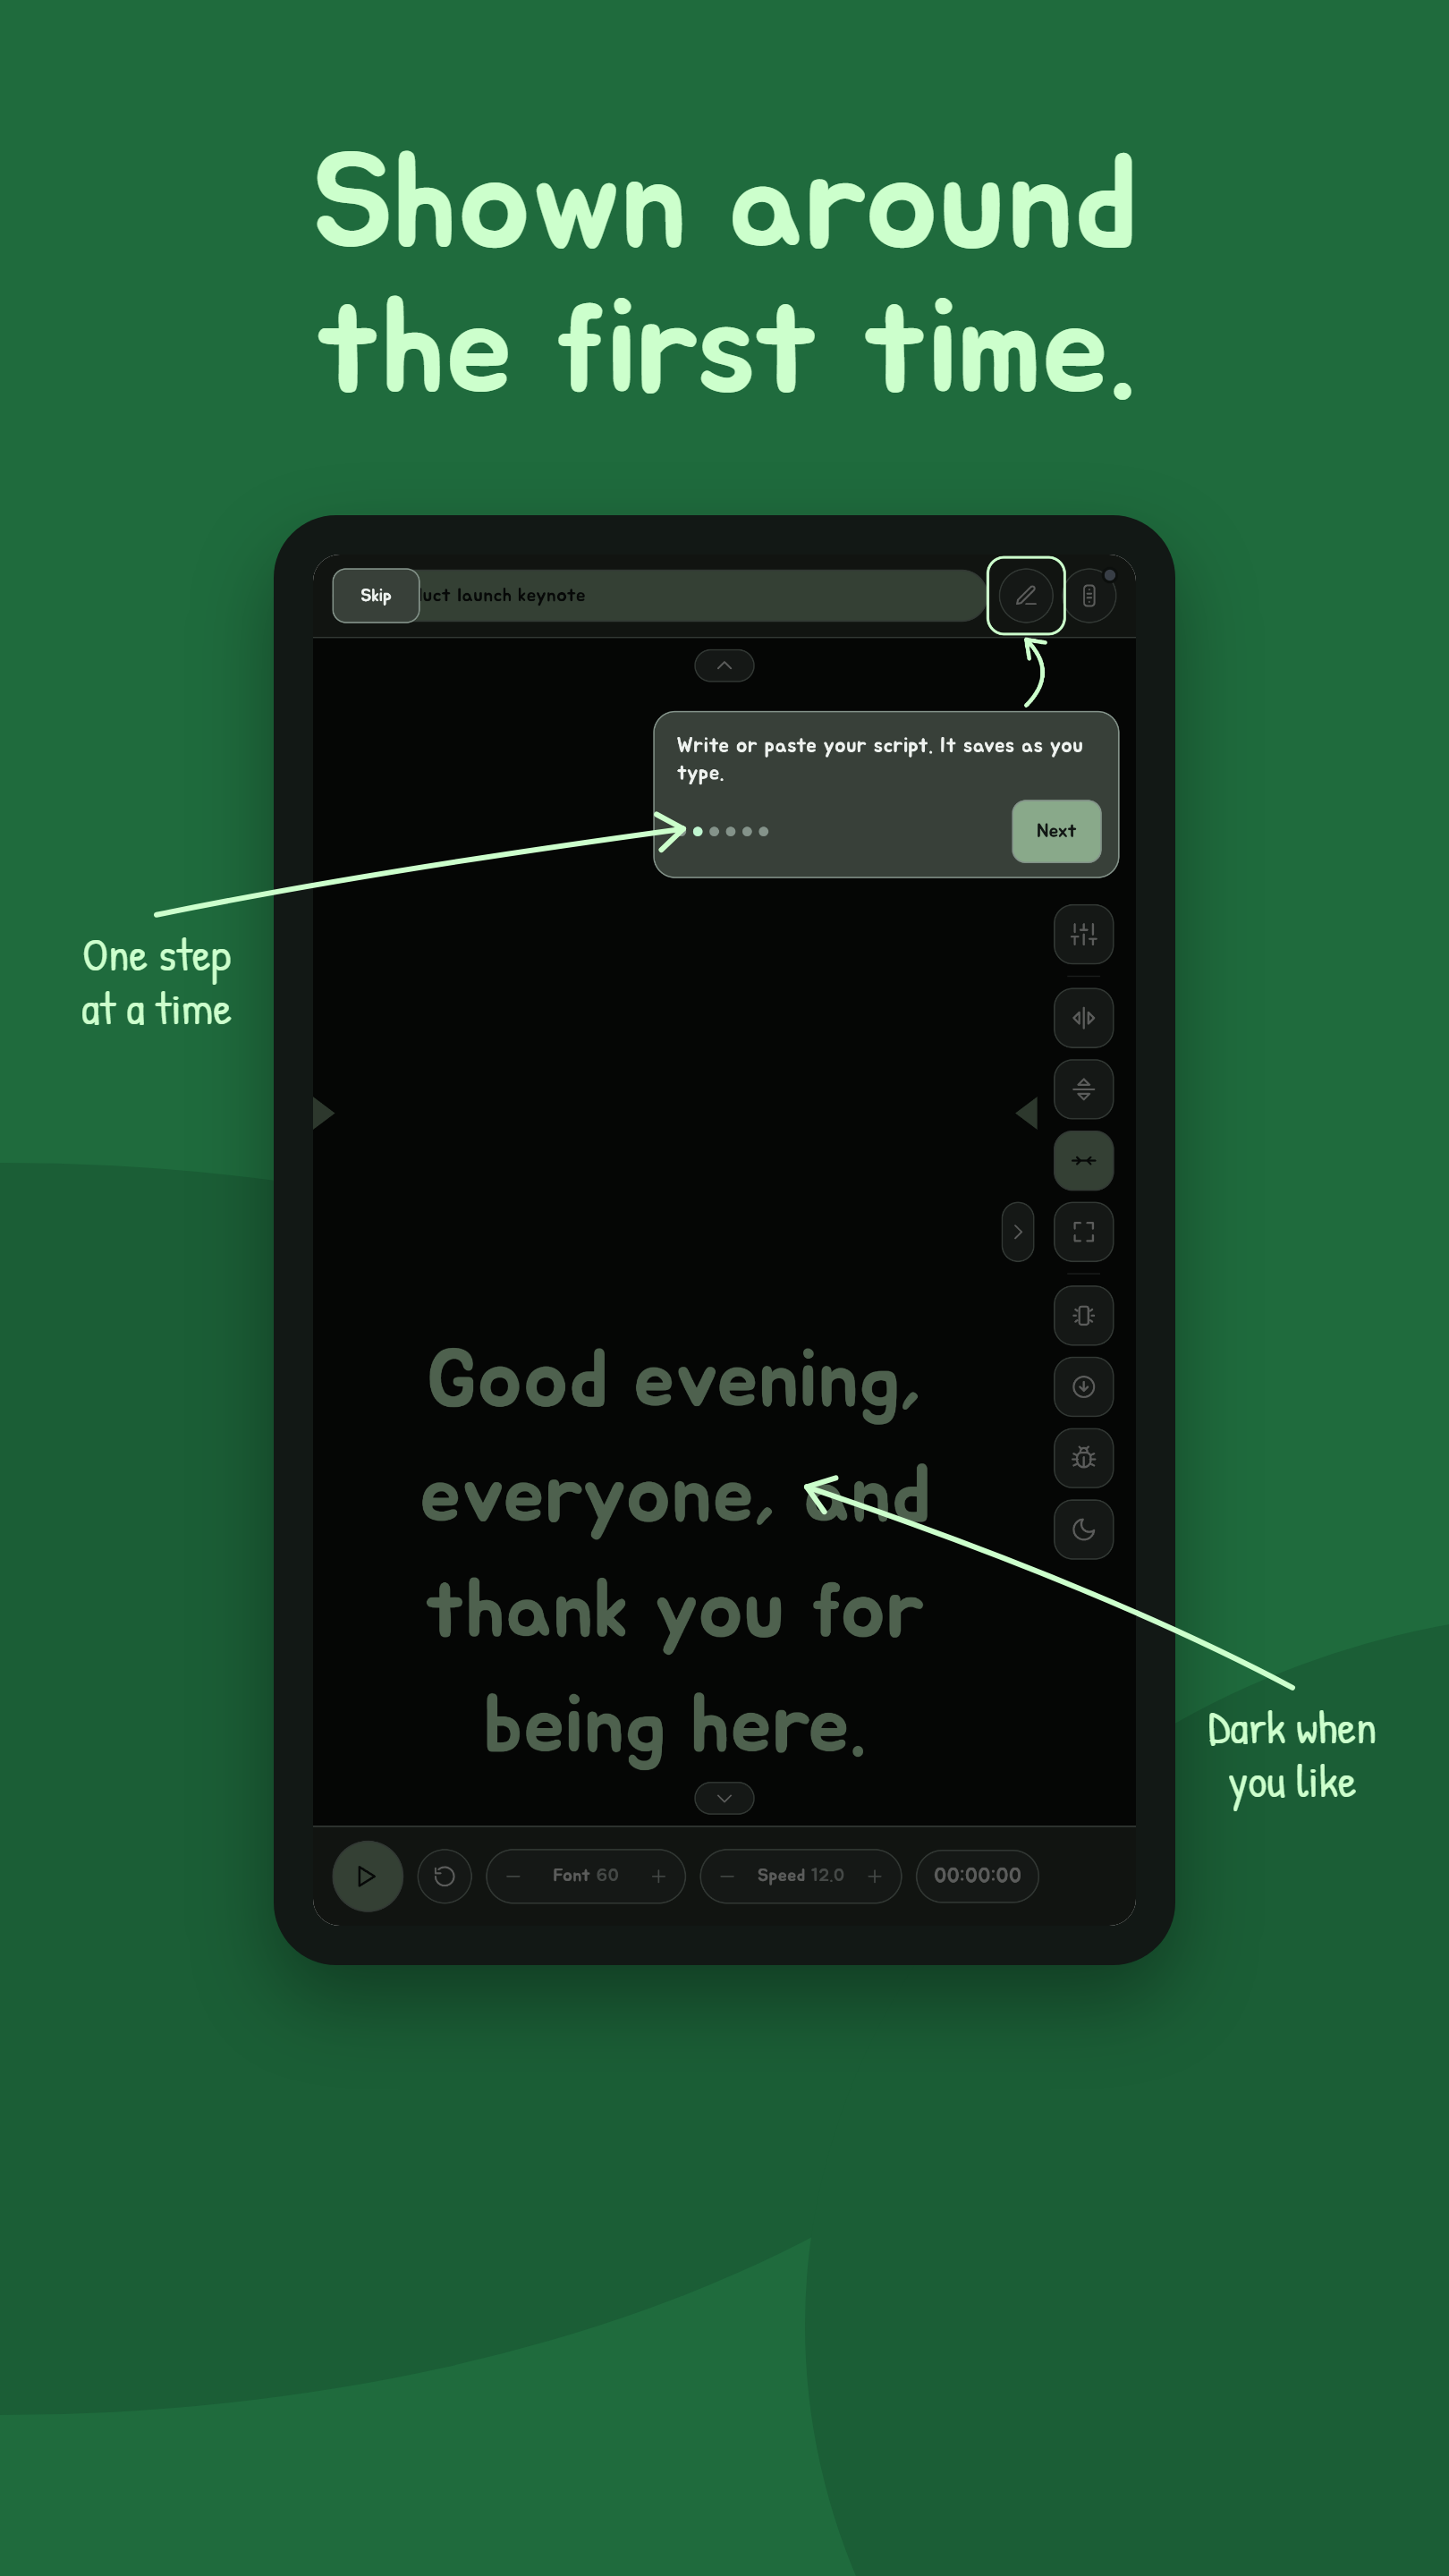 Shown around
the first time.
Skip
uct launch keynote
Write or paste your script. It saves as you
type.
Next
One step
at a time
Good evening,
everyone, and
thank you for
being here.
Dark when
you like
Font 60
Speed 12.0
00:00:00